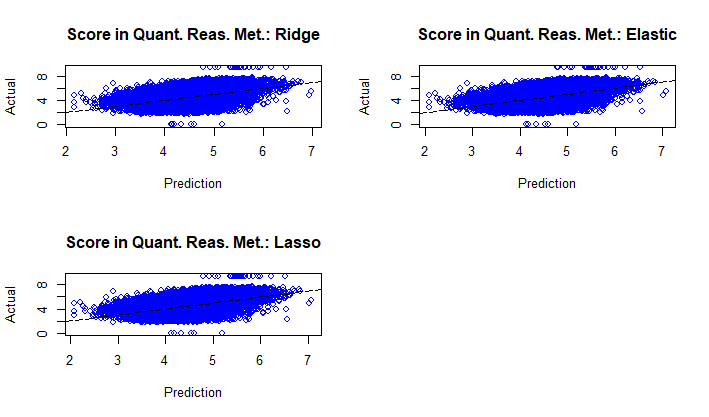 Score in Quant. Reas. Met.: Ridge
Actual
0 4 8
2 3 4 5 6 7
Prediction
Score in Quant. Reas. Met.: Elastic
Actual
0 4 8
2 3 4 5 6 7
Prediction
Score in Quant. Reas. Met.: Lasso
Actual
0 4 8
2 3 4 5 6 7
Prediction